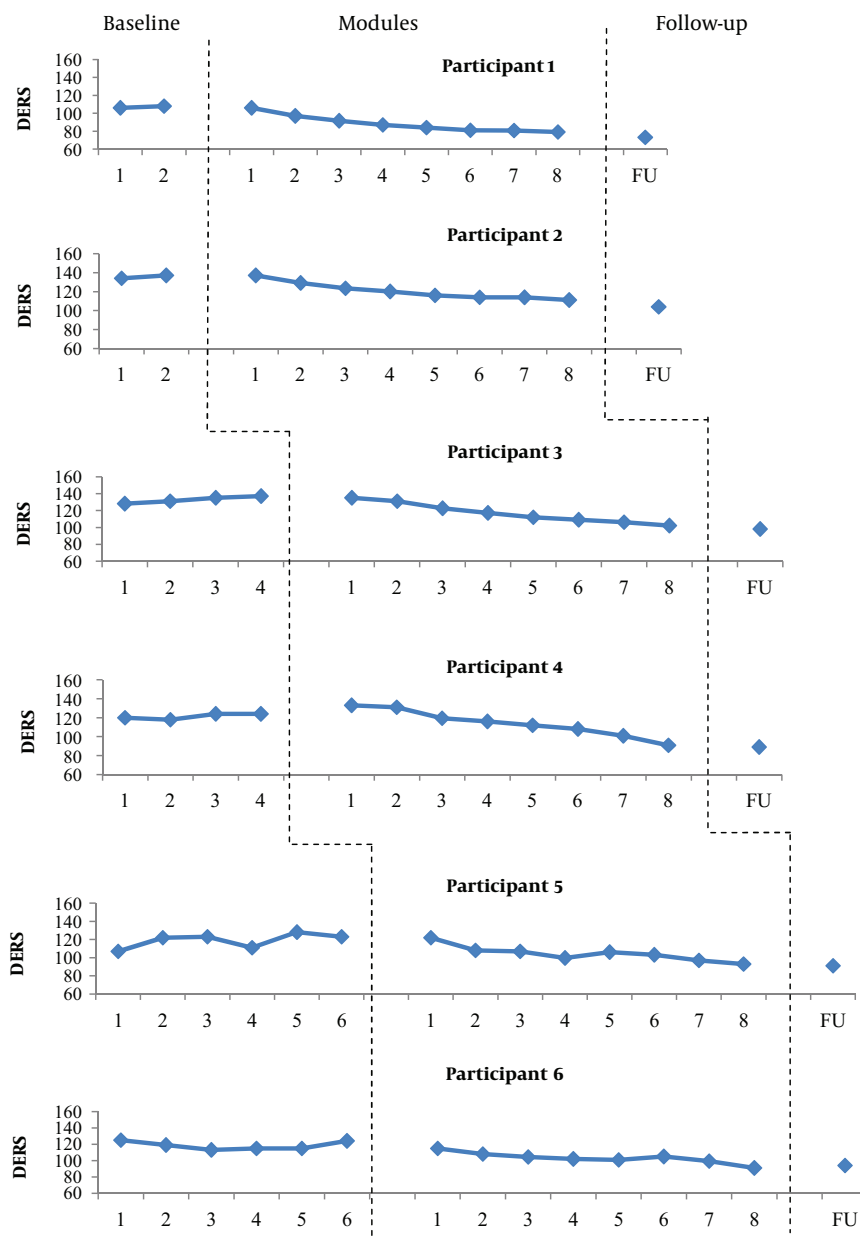 Baseline Modules Follow-up
Participant 1
DERS
160
140
120
100
80
60
1 2 1 2 3 4 5 6 7 8 FU
Participant 2
DERS
160
140
120
100
80
60
1 2 1 2 3 4 5 6 7 8 FU
Participant 3
DERS
160
140
120
100
80
60
1 2 3 4 1 2 3 4 5 6 7 8 FU
Participant 4
DERS
160
140
120
100
80
60
1 2 3 4 1 2 3 4 5 6 7 8 FU
Participant 5
DERS
160
140
120
100
80
60
1 2 3 4 5 6 1 2 3 4 5 6 7 8 FU
Participant 6
DERS
160
140
120
100
80
60
1 2 3 4 5 6 1 2 3 4 5 6 7 8 FU